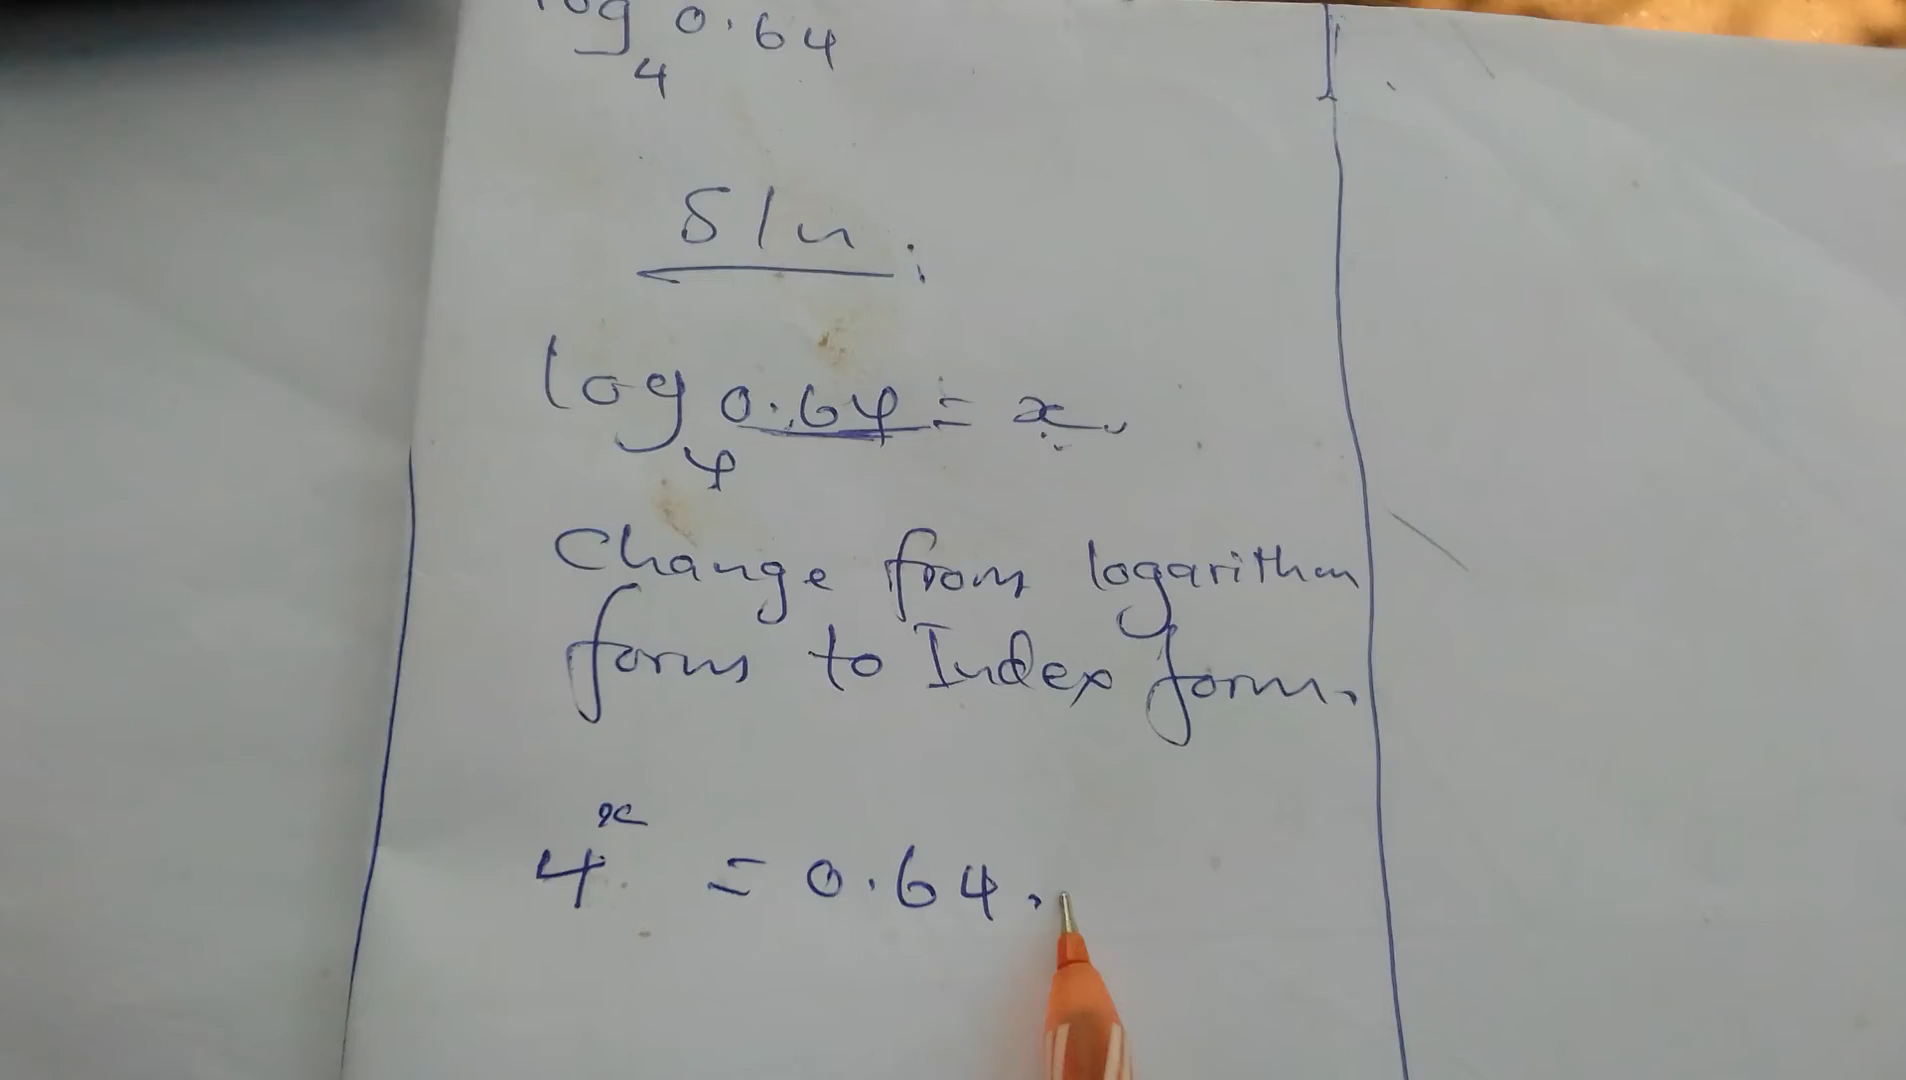 log₄ 0.64
Sln:
log₄ 0.64 = x.
Change from logarithm
form to Index form.
4ˣ = 0.64.